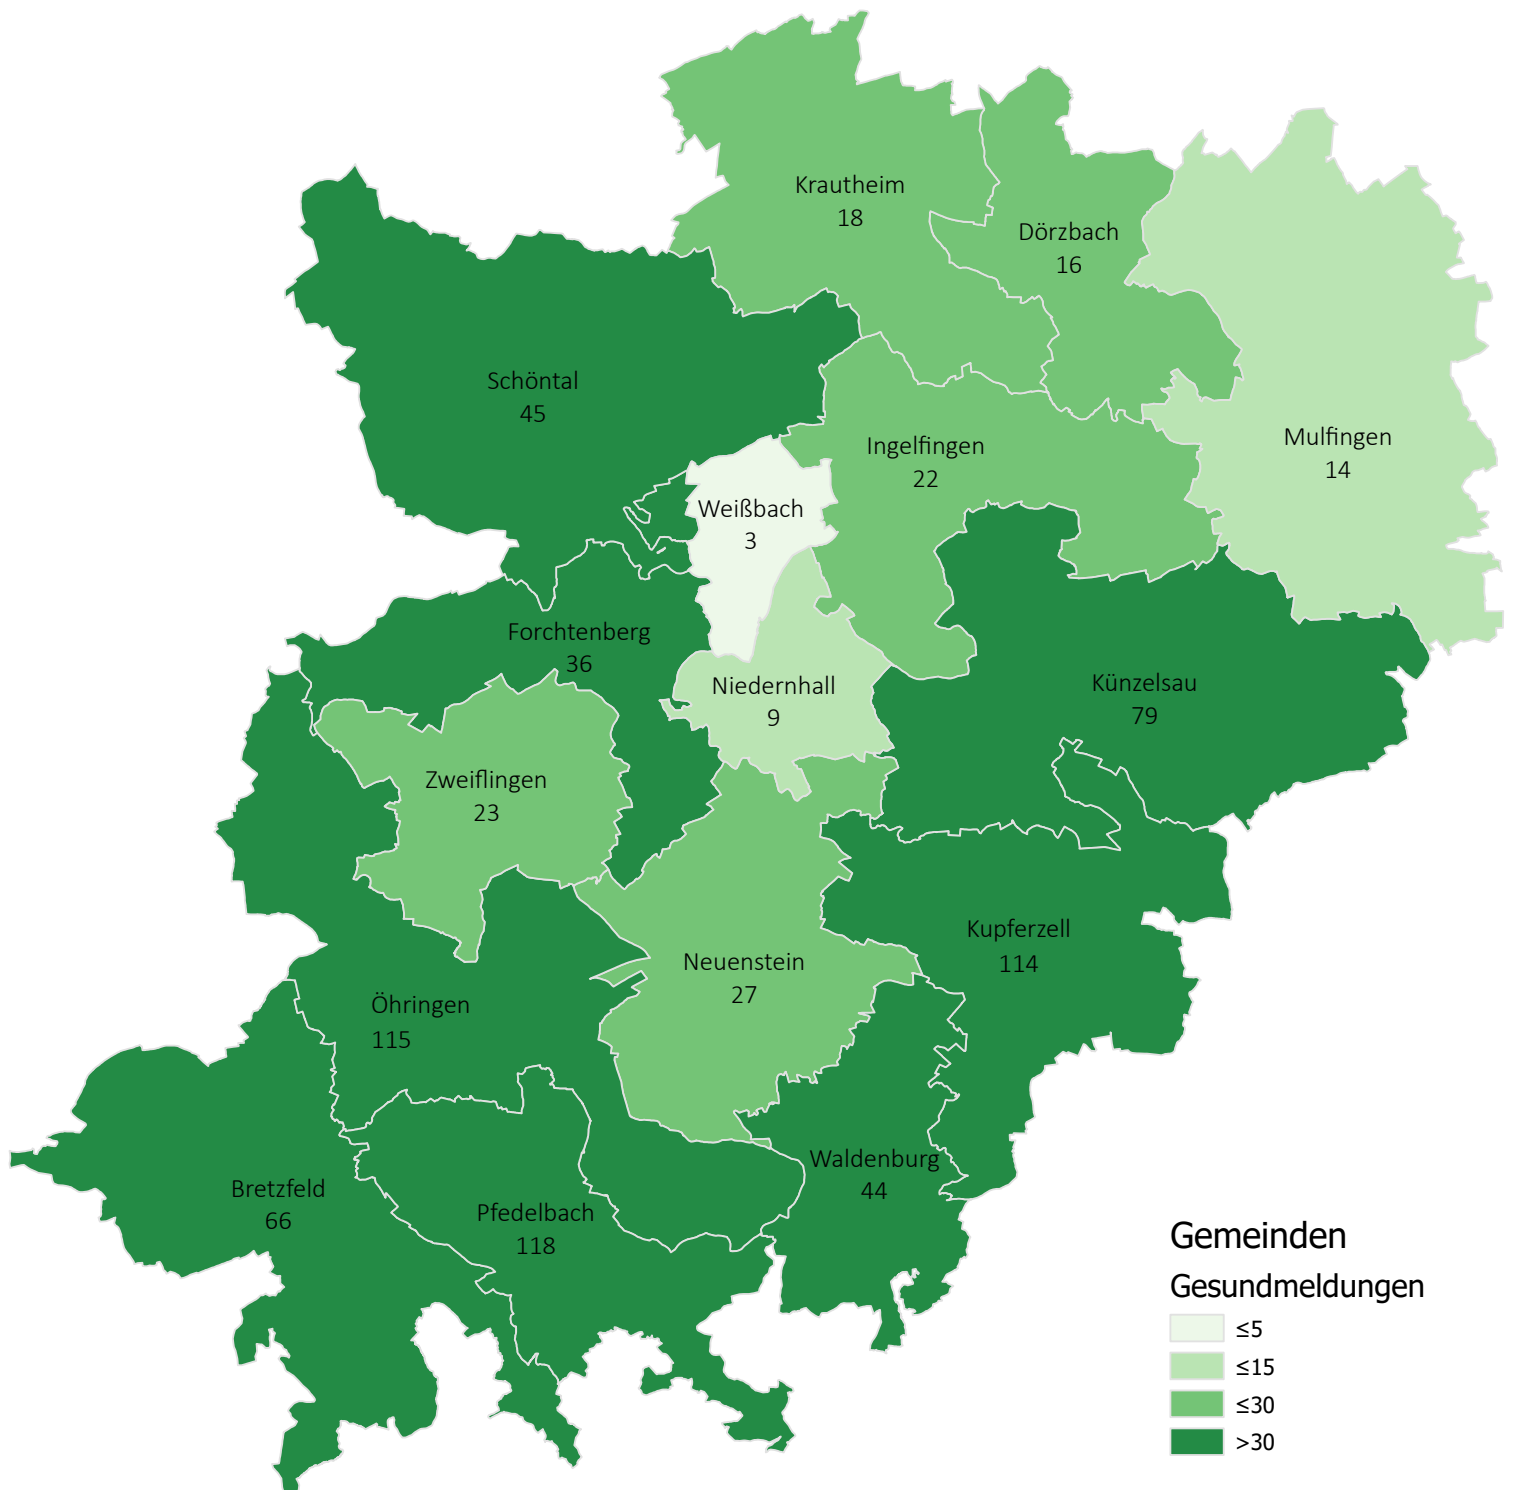 Krautheim
18
Dörzbach
16
Schöntal
45
Ingelfingen
22
Mulfingen
14
Weißbach
3
Forchtenberg
36
Niedernhall
9
Künzelsau
79
Zweiflingen
23
Kupferzell
114
Neuenstein
27
Öhringen
115
Waldenburg
44
Bretzfeld
66
Pfedelbach
118
Gemeinden
Gesundmeldungen
≤5
≤15
≤30
>30